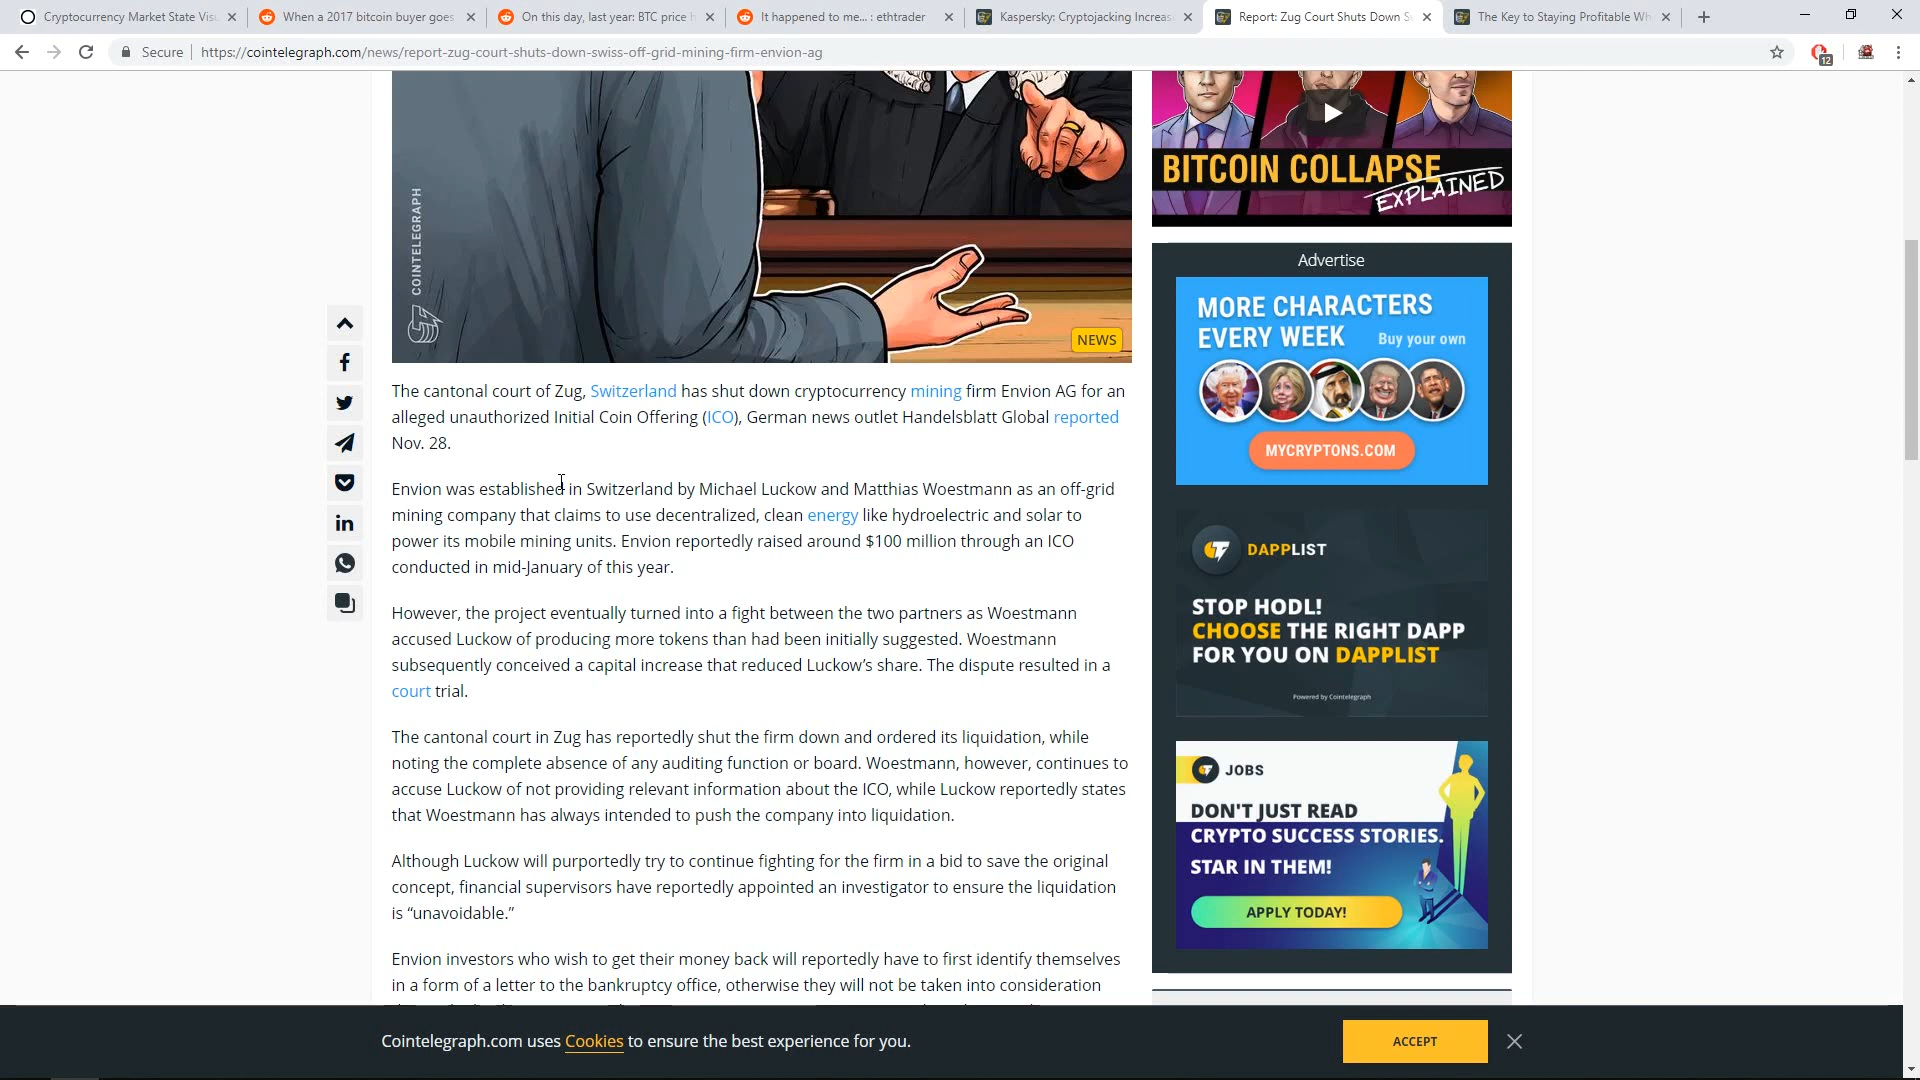 Cryptocurrency Market State Visu
When a 2017 bitcoin buyer goes
On this day, last year: BTC price h
It happened to me... : ethtrader
Kaspersky: Cryptojacking Increas
Report: Zug Court Shuts Down S
The Key to Staying Profitable Wh
Secure
https://cointelegraph.com/news/report-zug-court-shuts-down-swiss-off-grid-mining-firm-envion-ag
12
COINTELEGRAPH
NEWS
The cantonal court of Zug, Switzerland has shut down cryptocurrency mining firm Envion AG for an
alleged unauthorized Initial Coin Offering (ICO), German news outlet Handelsblatt Global reported
Nov. 28.
Envion was established in Switzerland by Michael Luckow and Matthias Woestmann as an off-grid
mining company that claims to use decentralized, clean energy like hydroelectric and solar to
power its mobile mining units. Envion reportedly raised around $100 million through an ICO
conducted in mid-January of this year.
However, the project eventually turned into a fight between the two partners as Woestmann
accused Luckow of producing more tokens than had been initially suggested. Woestmann
subsequently conceived a capital increase that reduced Luckow’s share. The dispute resulted in a
court trial.
The cantonal court in Zug has reportedly shut the firm down and ordered its liquidation, while
noting the complete absence of any auditing function or board. Woestmann, however, continues to
accuse Luckow of not providing relevant information about the ICO, while Luckow reportedly states
that Woestmann has always intended to push the company into liquidation.
Although Luckow will purportedly try to continue fighting for the firm in a bid to save the original
concept, financial supervisors have reportedly appointed an investigator to ensure the liquidation
is “unavoidable.”
Envion investors who wish to get their money back will reportedly have to first identify themselves
in a form of a letter to the bankruptcy office, otherwise they will not be taken into consideration
BITCOIN COLLAPSE
EXPLAINED
Advertise
MORE CHARACTERS
EVERY WEEK
Buy your own
MYCRYPTONS.COM
DAPPLIST
STOP HODL!
CHOOSE THE RIGHT DAPP
FOR YOU ON DAPPLIST
Powered by Cointelegraph
JOBS
DON'T JUST READ
CRYPTO SUCCESS STORIES.
STAR IN THEM!
APPLY TODAY!
Cointelegraph.com uses Cookies to ensure the best experience for you.
ACCEPT